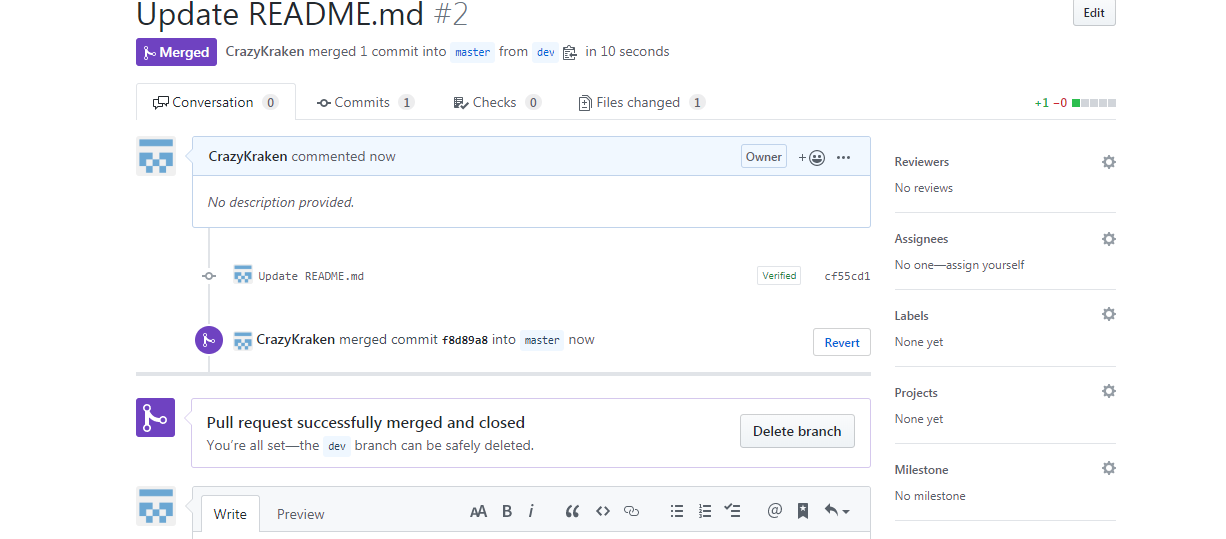 Update README.md #2
Edit
Merged CrazyKraken merged 1 commit into master from dev in 10 seconds
Conversation 0 Commits 1 Checks 0 Files changed 1 +1 −0
CrazyKraken commented now Owner +
No description provided.
Update README.md Verified cf55cd1
CrazyKraken merged commit f8d89a8 into master now Revert
Pull request successfully merged and closed
You're all set—the dev branch can be safely deleted.
Delete branch
Write Preview AA B i “ <> @
Reviewers
No reviews
Assignees
No one—assign yourself
Labels
None yet
Projects
None yet
Milestone
No milestone